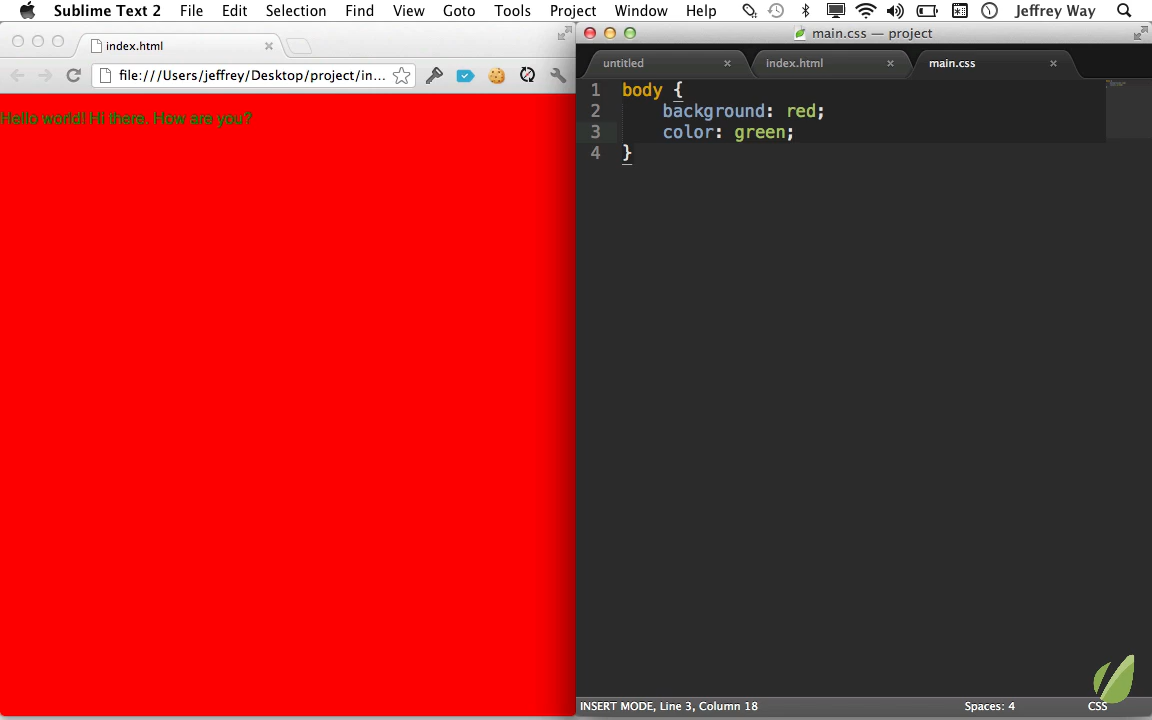 Sublime Text 2 File Edit Selection Find View Goto Tools Project Window Help Jeffrey Way
index.html
file:///Users/jeffrey/Desktop/project/in...
Hello world! Hi there. How are you?
main.css — project
untitled index.html main.css
1 body {
2 background: red;
3 color: green;
4 }
INSERT MODE, Line 3, Column 18 Spaces: 4 CSS